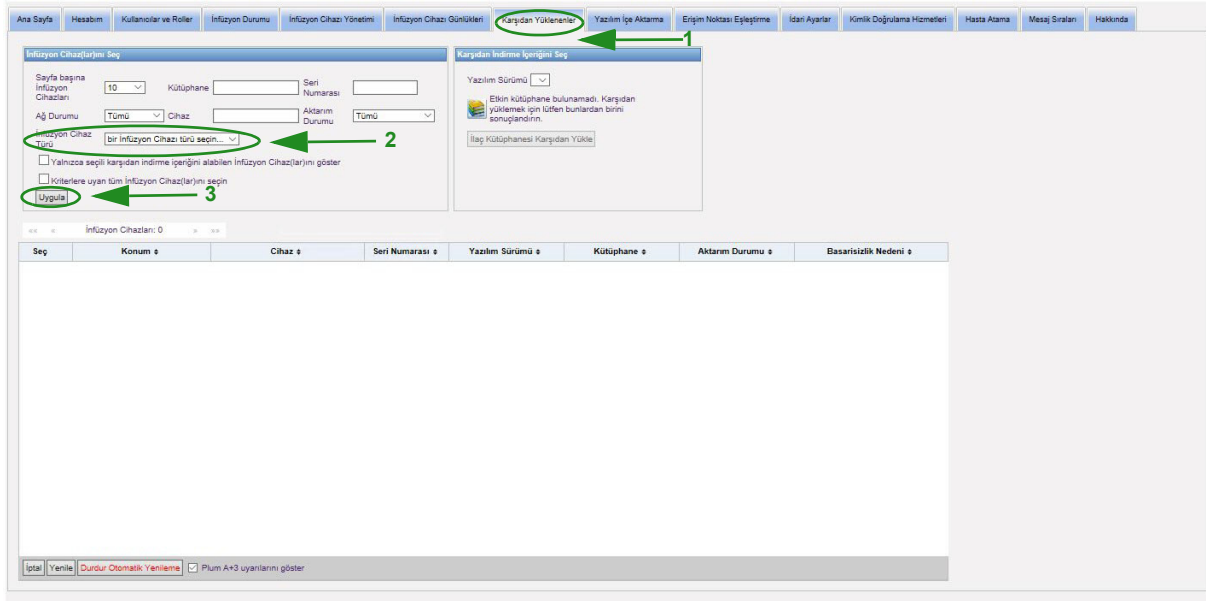 Ana Sayfa Hesabım Kullanıcılar ve Roller İnfüzyon Durumu İnfüzyon Cihazı Yönetimi İnfüzyon Cihazı Günlükleri Karşıdan Yüklenenler Yazılım İçe Aktarma Erişim Noktası Eşleştirme İdari Ayarlar Kimlik Doğrulama Hizmetleri Hasta Atama Mesaj Sıraları Hakkında
1
İnfüzyon Cihaz(lar)ını Seç
Sayfa başına
İnfüzyon
Cihazları
10
Kütüphane
Seri
Numarası
Ağ Durumu
Tümü
Cihaz
Aktarım
Durumu
Tümü
İnfüzyon Cihaz
Türü
bir İnfüzyon Cihazı türü seçin...
2
Yalnızca seçili karşıdan indirme içeriğini alabilen İnfüzyon Cihaz(lar)ını göster
Kriterlere uyan tüm İnfüzyon Cihaz(lar)ını seçin
Uygula
3
Karşıdan İndirme İçeriğini Seç
Yazılım Sürümü
Etkin kütüphane bulunamadı. Karşıdan
yüklemek için lütfen bunlardan birini
sonuçlandırın.
İlaç Kütüphanesi Karşıdan Yükle
«« « İnfüzyon Cihazları: 0 » »»
Seç Konum Cihaz Seri Numarası Yazılım Sürümü Kütüphane Aktarım Durumu Basarisizlik Nedeni
İptal Yenile Durdur Otomatik Yenileme Plum A+3 uyarılarını göster